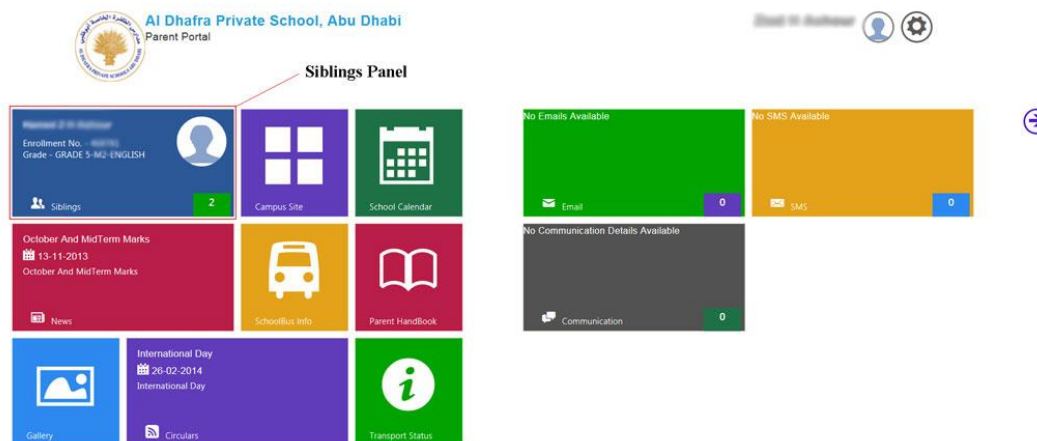 Al Dhafra Private School, Abu Dhabi
Parent Portal
Siblings Panel
Enrollment No. -
Grade - GRADE 5-M2-ENGLISH
Siblings
2
Campus Site
School Calendar
October And MidTerm Marks
13-11-2013
October And MidTerm Marks
News
SchoolBus Info
Parent HandBook
Gallery
International Day
26-02-2014
International Day
Circulars
Transport Status
No Emails Available
Email
0
No SMS Available
SMS
0
No Communication Details Available
Communication
0